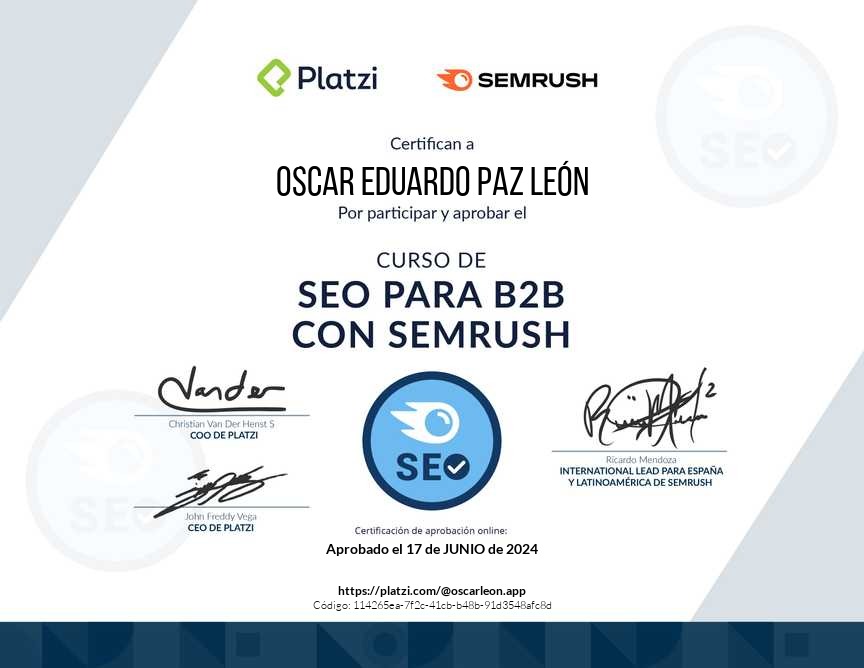 Platzi SEMRUSH
Certifican a
OSCAR EDUARDO PAZ LEÓN
Por participar y aprobar el
CURSO DE
SEO PARA B2B
CON SEMRUSH
Christian Van Der Henst S
COO DE PLATZI
John Freddy Vega
CEO DE PLATZI
SEO
Ricardo Mendoza
INTERNATIONAL LEAD PARA ESPAÑA
Y LATINOAMÉRICA DE SEMRUSH
Certificación de aprobación online:
Aprobado el 17 de JUNIO de 2024
https://platzi.com/@oscarleon.app
Código: 114265ea-7f2c-41cb-b48b-91d3548afc8d
SEO
SEO